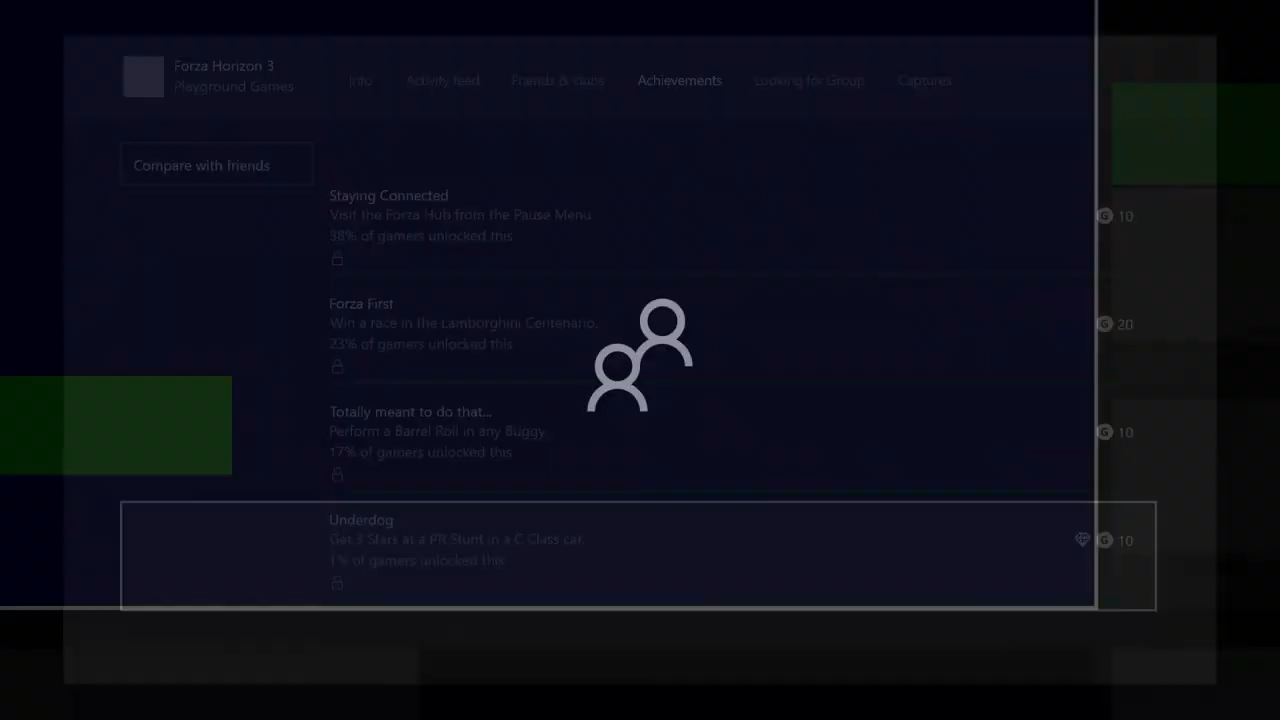 Forza Horizon 3
Playground Games
Info
Activity feed
Friends & clubs
Achievements
Looking for Group
Captures
Compare with friends
Staying Connected
Visit the Forza Hub from the Pause Menu.
38% of gamers unlocked this
G 10
Forza First
Win a race in the Lamborghini Centenario.
23% of gamers unlocked this
G 20
Totally meant to do that...
Perform a Barrel Roll in any Buggy.
17% of gamers unlocked this
G 10
Underdog
Get 3 Stars at a PR Stunt in a C Class car.
1% of gamers unlocked this
G 10